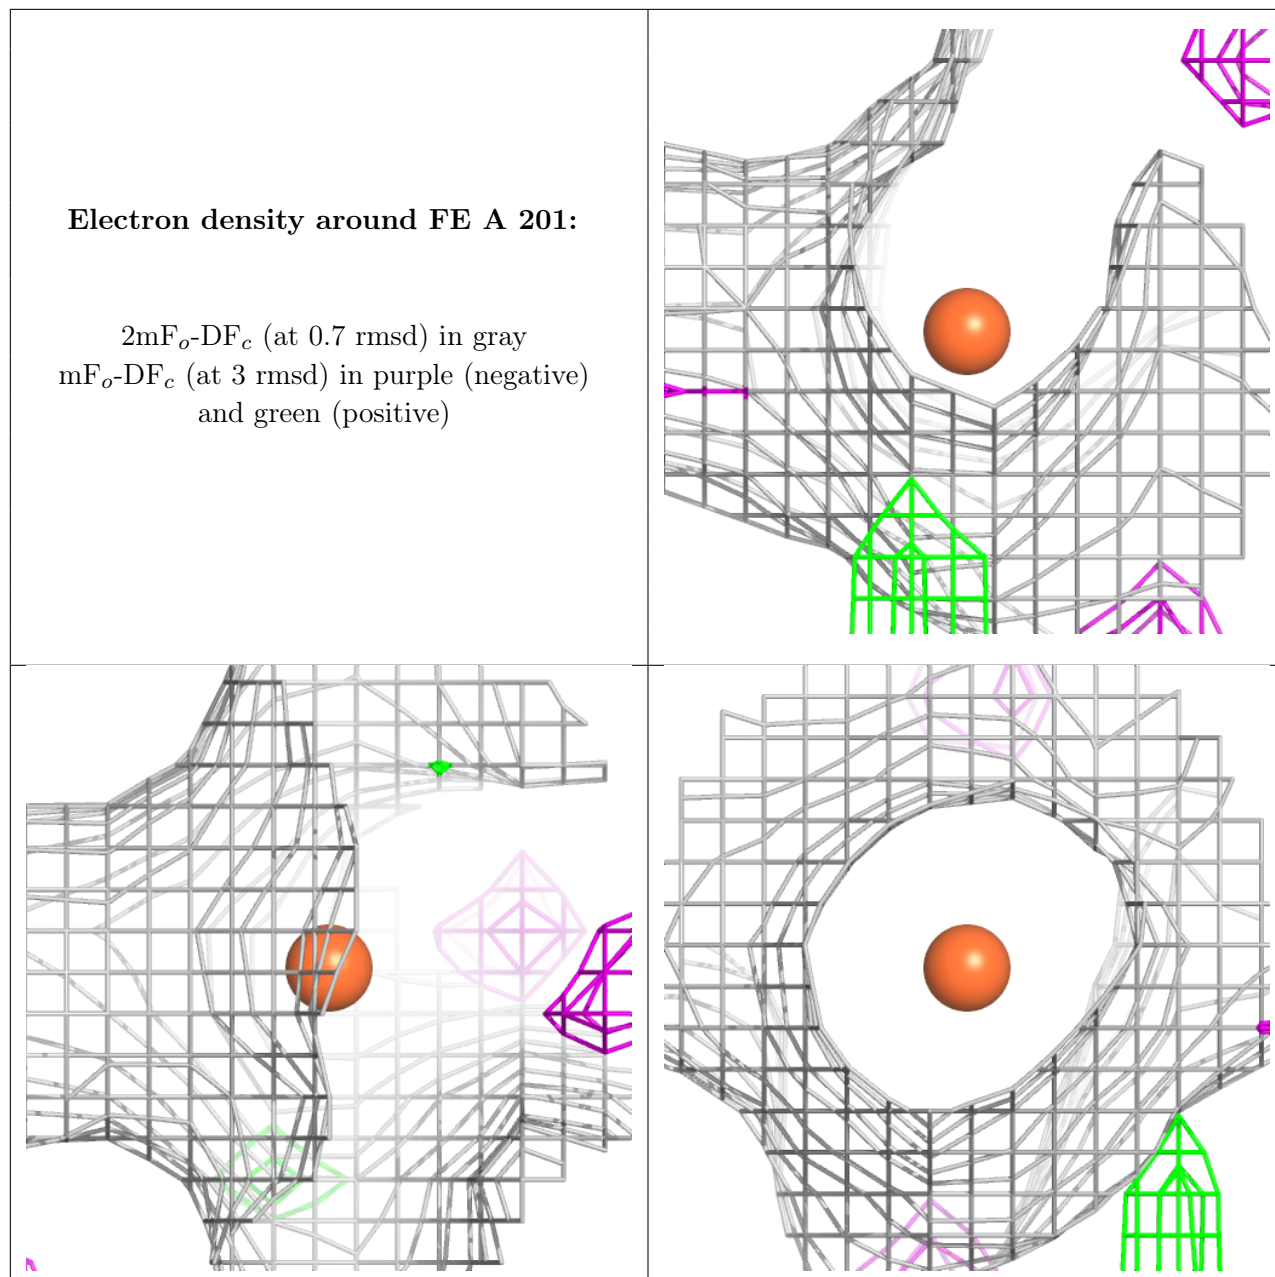 Electron density around FE A 201:
2mFo-DFc (at 0.7 rmsd) in gray
mFo-DFc (at 3 rmsd) in purple (negative)
and green (positive)